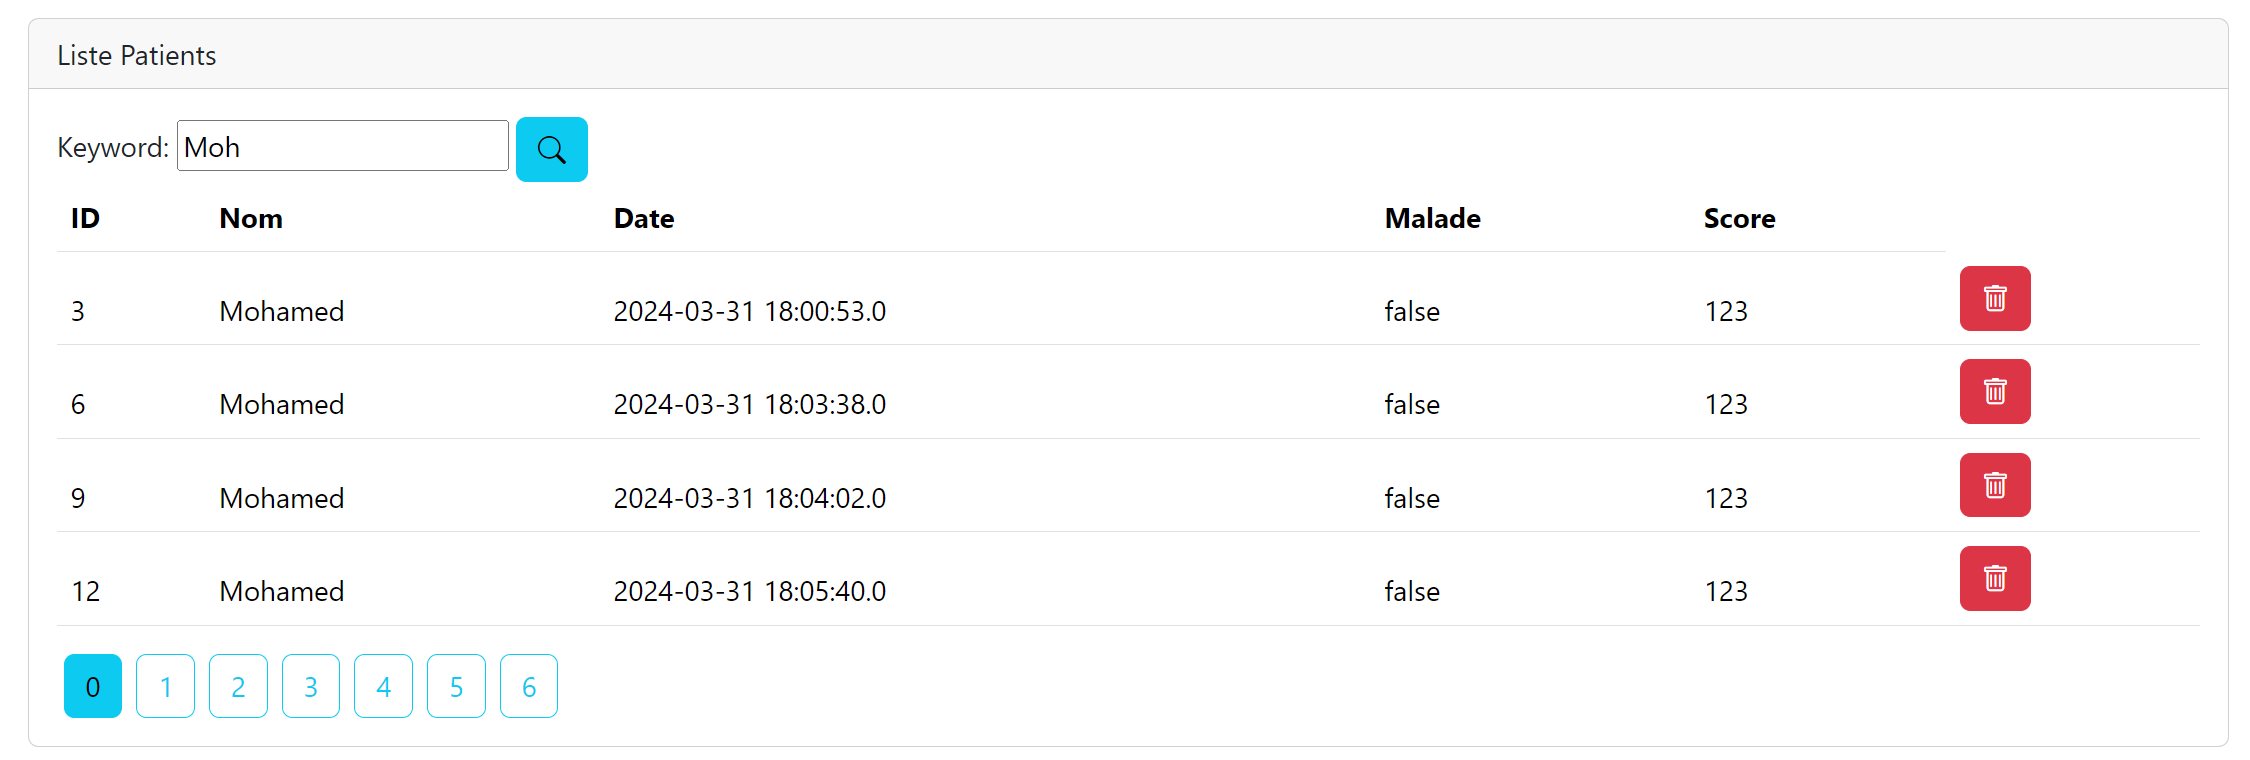 Liste Patients
Keyword: Moh
ID Nom Date Malade Score
3 Mohamed 2024-03-31 18:00:53.0 false 123
6 Mohamed 2024-03-31 18:03:38.0 false 123
9 Mohamed 2024-03-31 18:04:02.0 false 123
12 Mohamed 2024-03-31 18:05:40.0 false 123
0 1 2 3 4 5 6